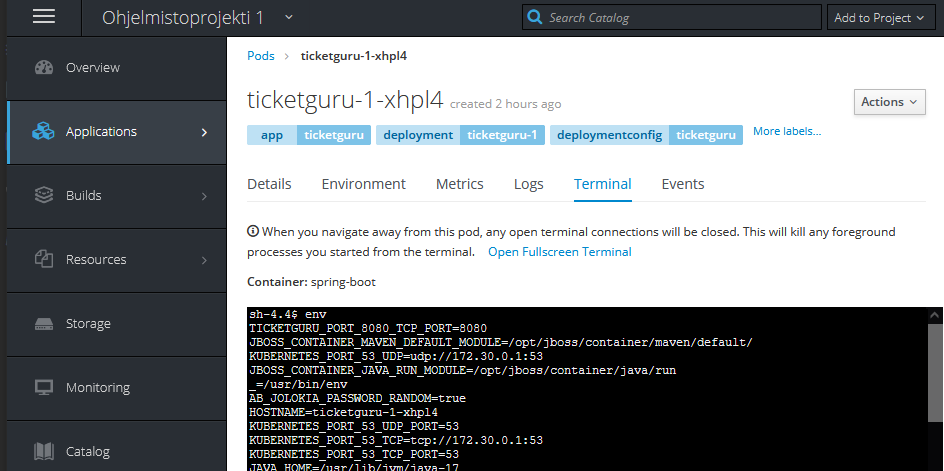 Ohjelmistoprojekti 1
Search Catalog
Add to Project
Overview
Applications
Builds
Resources
Storage
Monitoring
Catalog
Pods > ticketguru-1-xhpl4
ticketguru-1-xhpl4 created 2 hours ago
Actions
app ticketguru deployment ticketguru-1 deploymentconfig ticketguru More labels...
Details Environment Metrics Logs Terminal Events
When you navigate away from this pod, any open terminal connections will be closed. This will kill any foreground
processes you started from the terminal. Open Fullscreen Terminal
Container: spring-boot
sh-4.4$ env
TICKETGURU_PORT_8080_TCP_PORT=8080
JBOSS_CONTAINER_MAVEN_DEFAULT_MODULE=/opt/jboss/container/maven/default/
KUBERNETES_PORT_53_UDP=udp://172.30.0.1:53
JBOSS_CONTAINER_JAVA_RUN_MODULE=/opt/jboss/container/java/run
_=/usr/bin/env
AB_JOLOKIA_PASSWORD_RANDOM=true
HOSTNAME=ticketguru-1-xhpl4
KUBERNETES_PORT_53_UDP_PORT=53
KUBERNETES_PORT_53_TCP=tcp://172.30.0.1:53
KUBERNETES_PORT_53_TCP_PORT=53
JAVA_HOME=/usr/lib/jvm/java-17